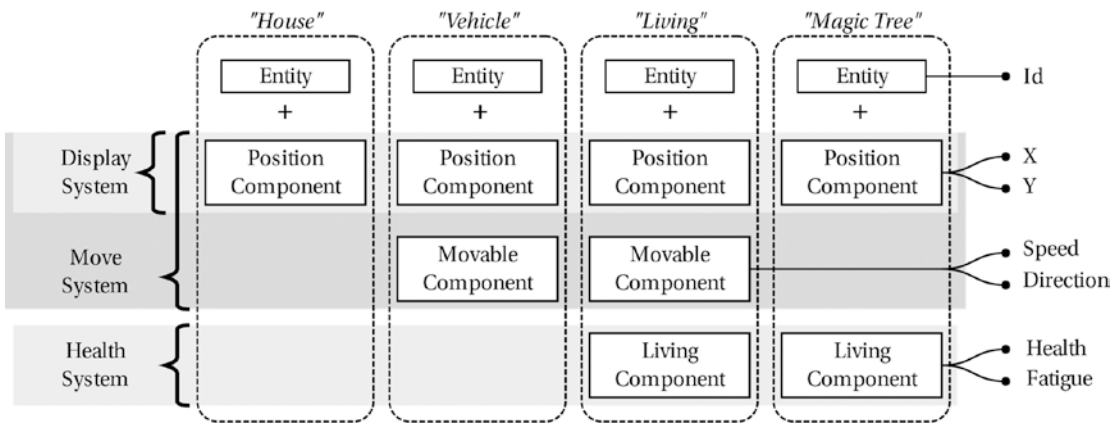 "House"
"Vehicle"
"Living"
"Magic Tree"
Entity
Entity
Entity
Entity
Id
+
+
+
+
Display
System
Position
Component
Position
Component
Position
Component
Position
Component
X
Y
Move
System
Movable
Component
Movable
Component
Speed
Direction
Health
System
Living
Component
Living
Component
Health
Fatigue